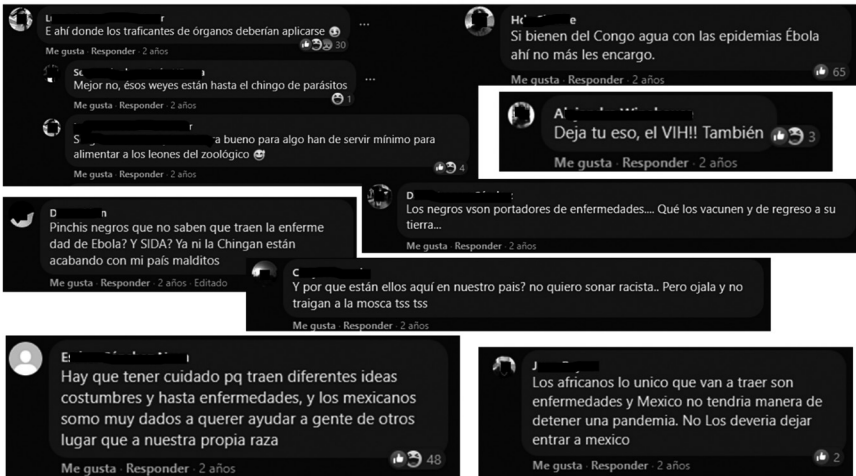 E ahí donde los traficantes de órganos deberían aplicarse
30
Me gusta · Responder · 2 años
Mejor no, ésos weyes están hasta el chingo de parásitos
1
Me gusta · Responder · 2 años
bueno para algo han de servir mínimo para
alimentar a los leones del zoológico
4
Me gusta · Responder · 2 años
Si bienen del Congo agua con las epidemias Ébola
ahí no más les encargo.
65
Me gusta · Responder · 2 años
Deja tu eso, el VIH!! También
3
Me gusta · Responder · 2 años
D
Los negros vson portadores de enfermedades.... Qué los vacunen y de regreso a su
tierra...
Me gusta · Responder · 2 años
D
Pinchis negros que no saben que traen la enferme
dad de Ebola? Y SIDA? Ya ni la Chingan están
acabando con mi país malditos
Me gusta · Responder · 2 años · Editado
C
Y por que están ellos aquí en nuestro pais? no quiero sonar racista.. Pero ojala y no
traigan a la mosca tss tss
Me gusta · Responder · 2 años
Hay que tener cuidado pq traen diferentes ideas
costumbres y hasta enfermedades, y los mexicanos
somo muy dados a querer ayudar a gente de otros
lugar que a nuestra propia raza
48
Me gusta · Responder · 2 años
J
Los africanos lo unico que van a traer son
enfermedades y Mexico no tendria manera de
detener una pandemia. No Los deveria dejar
entrar a mexico
2
Me gusta · Responder · 2 años